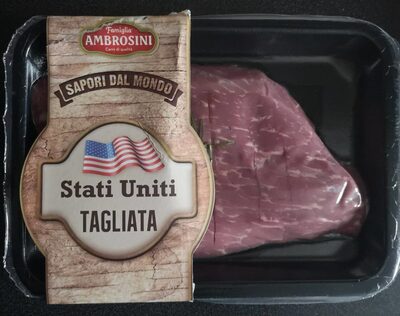 Famiglia
AMBROSINI
Carni di qualità
SAPORI DAL MONDO
Stati Uniti
TAGLIATA